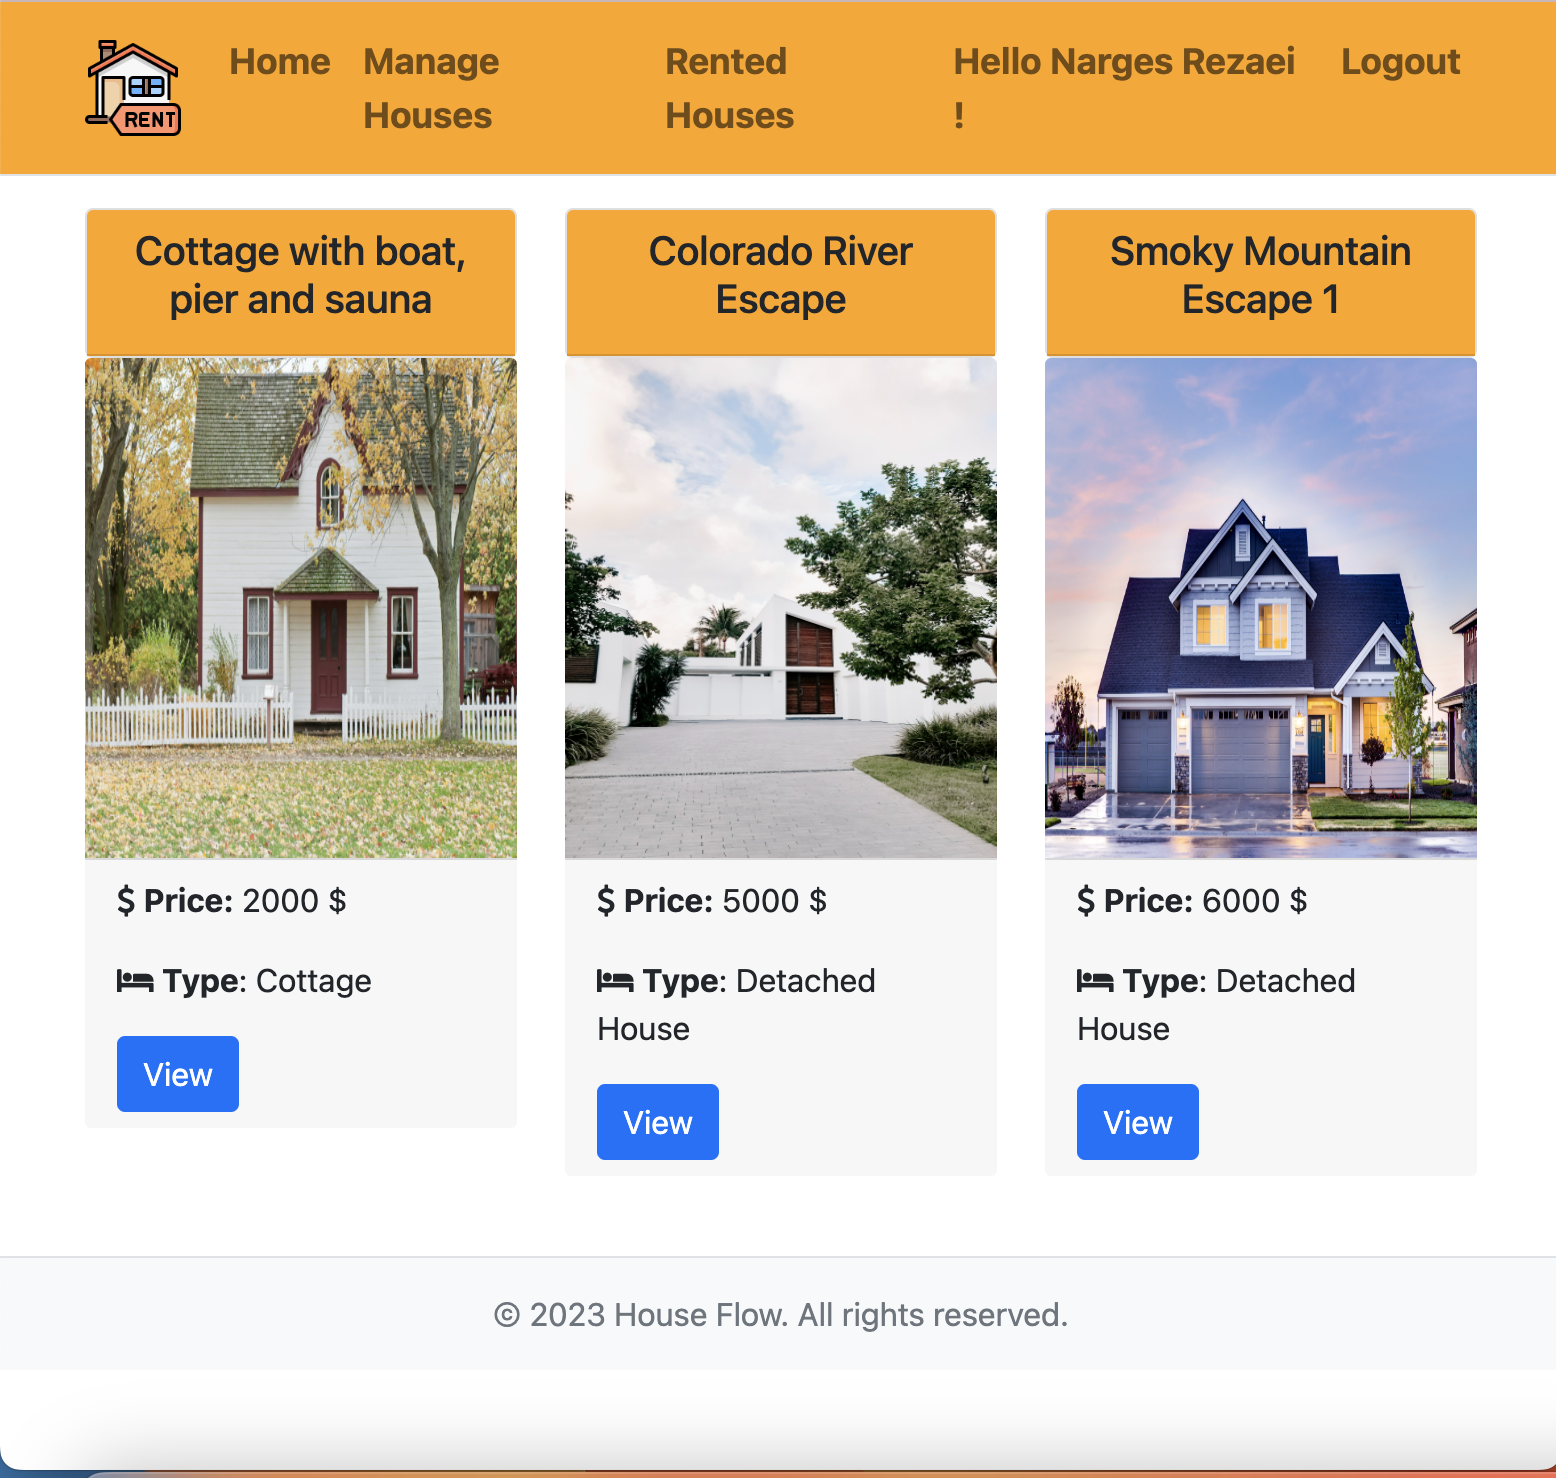 RENT
Home
Manage
Houses
Rented
Houses
Hello Narges Rezaei
!
Logout
Cottage with boat,
pier and sauna
Colorado River
Escape
Smoky Mountain
Escape 1
$ Price: 2000 $
Type: Cottage
View
$ Price: 5000 $
Type: Detached
House
View
$ Price: 6000 $
Type: Detached
House
View
© 2023 House Flow. All rights reserved.